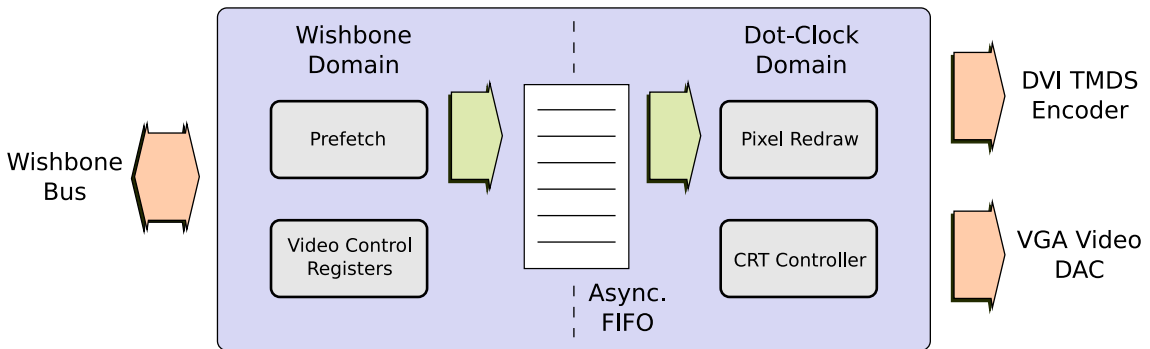 Wishbone
Bus
Wishbone
Domain
Prefetch
Video Control
Registers
Async.
FIFO
Dot-Clock
Domain
Pixel Redraw
CRT Controller
DVI TMDS
Encoder
VGA Video
DAC